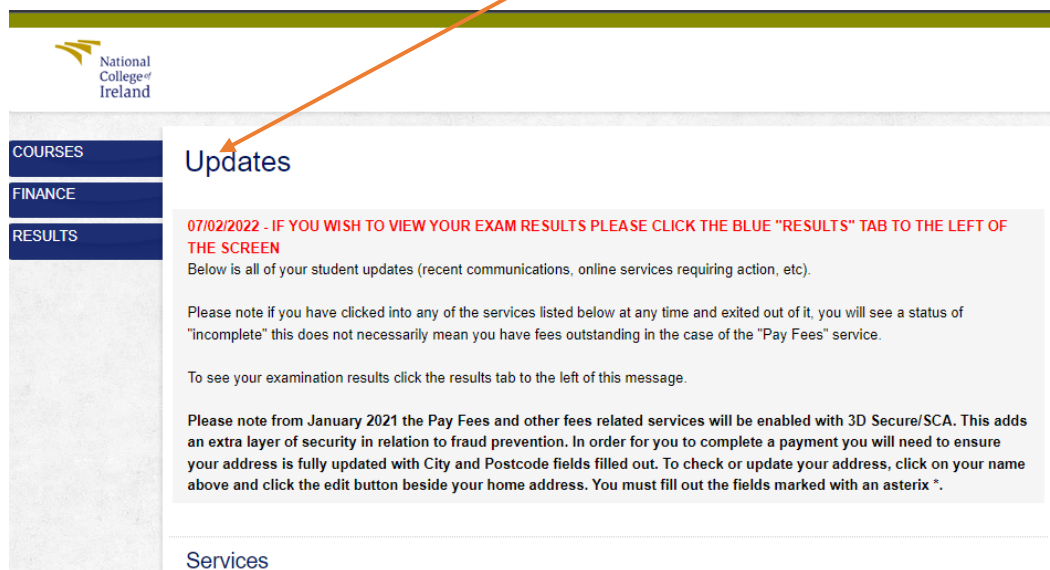 National
College of
Ireland
COURSES
FINANCE
RESULTS
Updates
07/02/2022 - IF YOU WISH TO VIEW YOUR EXAM RESULTS PLEASE CLICK THE BLUE "RESULTS" TAB TO THE LEFT OF
THE SCREEN
Below is all of your student updates (recent communications, online services requiring action, etc).
Please note if you have clicked into any of the services listed below at any time and exited out of it, you will see a status of
"incomplete" this does not necessarily mean you have fees outstanding in the case of the "Pay Fees" service.
To see your examination results click the results tab to the left of this message.
Please note from January 2021 the Pay Fees and other fees related services will be enabled with 3D Secure/SCA. This adds
an extra layer of security in relation to fraud prevention. In order for you to complete a payment you will need to ensure
your address is fully updated with City and Postcode fields filled out. To check or update your address, click on your name
above and click the edit button beside your home address. You must fill out the fields marked with an asterix *.
Services